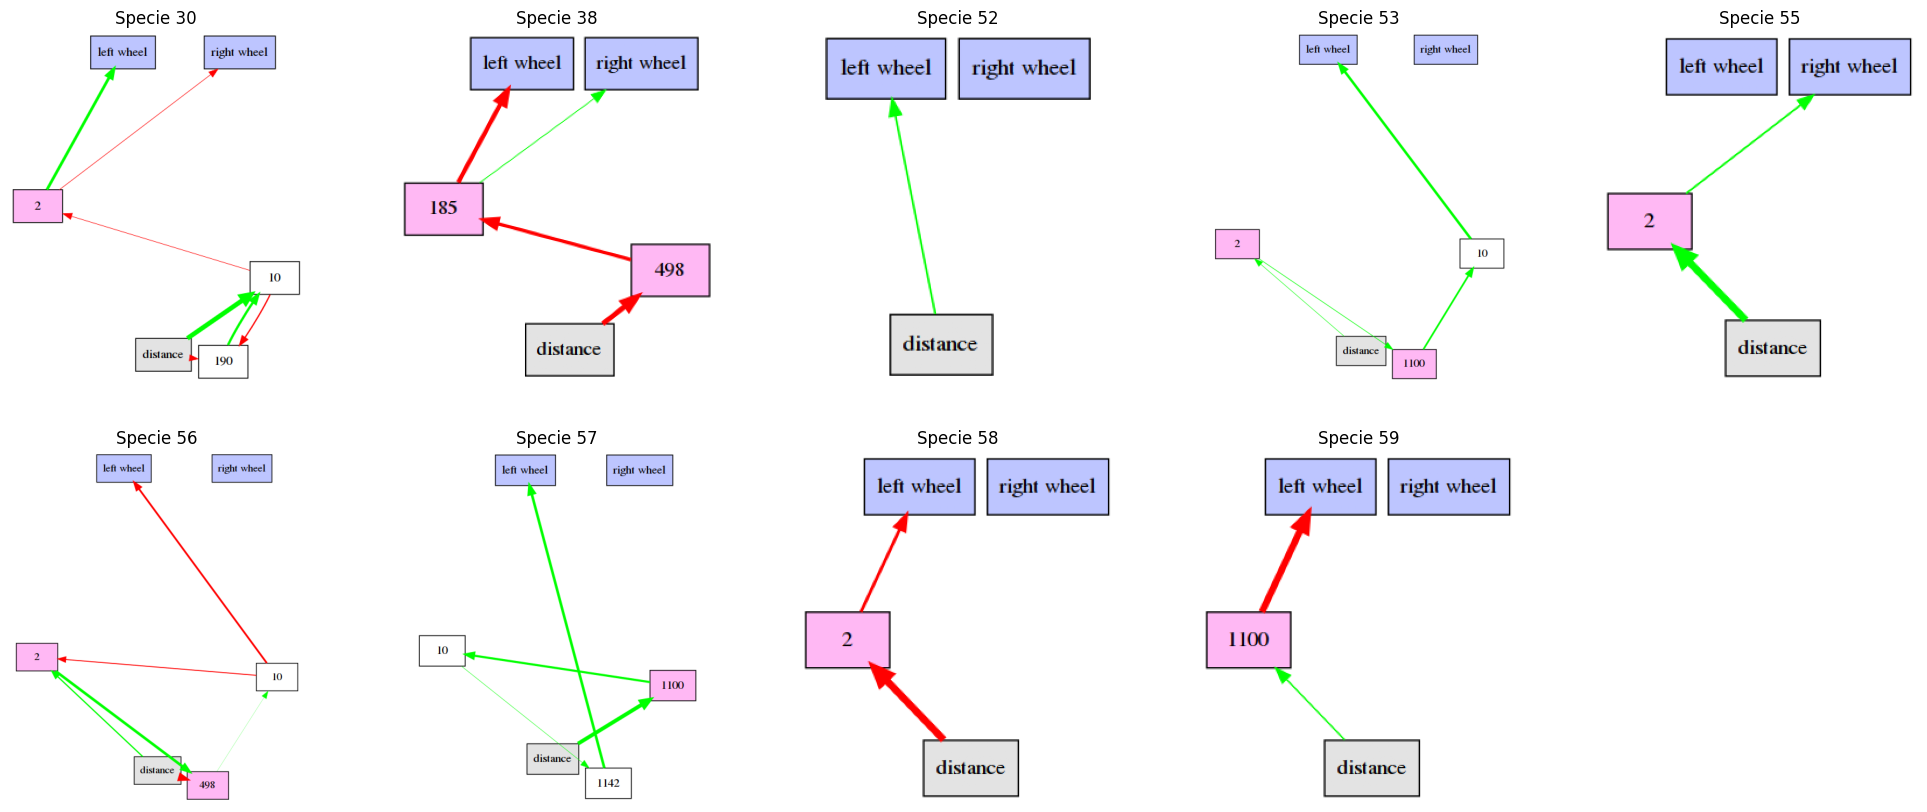 Specie 30
left wheel
right wheel
2
10
distance
190
Specie 38
left wheel
right wheel
185
498
distance
Specie 52
left wheel
right wheel
distance
Specie 53
left wheel
right wheel
2
10
distance
1100
Specie 55
left wheel
right wheel
2
distance
Specie 56
left wheel
right wheel
2
10
distance
498
Specie 57
left wheel
right wheel
10
1100
distance
1142
Specie 58
left wheel
right wheel
2
distance
Specie 59
left wheel
right wheel
1100
distance